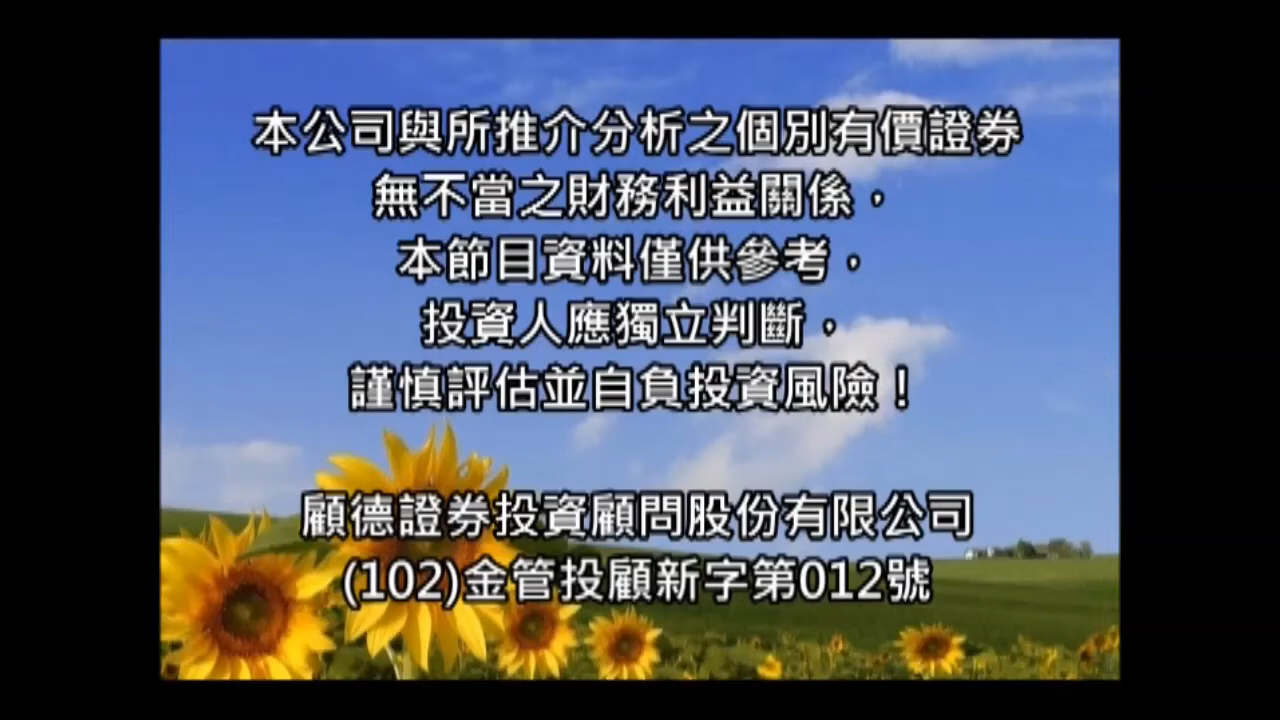 本公司與所推介分析之個別有價證券
無不當之財務利益關係，
本節目資料僅供參考，
投資人應獨立判斷，
謹慎評估並自負投資風險！
顧德證券投資顧問股份有限公司
(102)金管投顧新字第012號